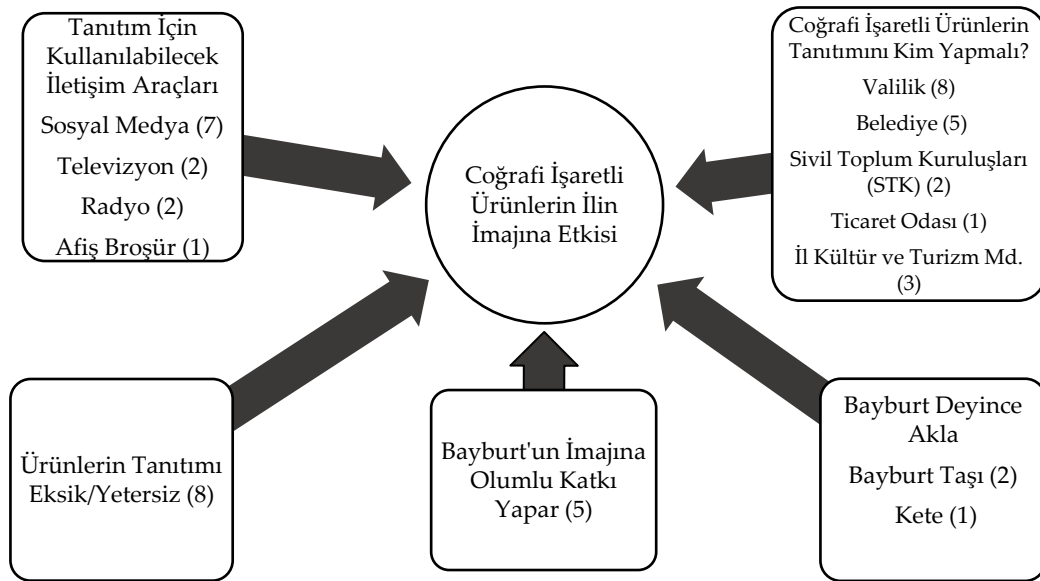 Tanıtım İçin
Kullanılabilecek
İletişim Araçları
Sosyal Medya (7)
Televizyon (2)
Radyo (2)
Afiş Broşür (1)
Coğrafi İşaretli Ürünlerin
Tanıtımını Kim Yapmalı?
Valilik (8)
Belediye (5)
Sivil Toplum Kuruluşları
(STK) (2)
Ticaret Odası (1)
İl Kültür ve Turizm Md.
(3)
Coğrafi İşaretli
Ürünlerin İlin
İmajına Etkisi
Ürünlerin Tanıtımı
Eksik/Yetersiz (8)
Bayburt'un İmajına
Olumlu Katkı
Yapar (5)
Bayburt Deyince
Akla
Bayburt Taşı (2)
Kete (1)